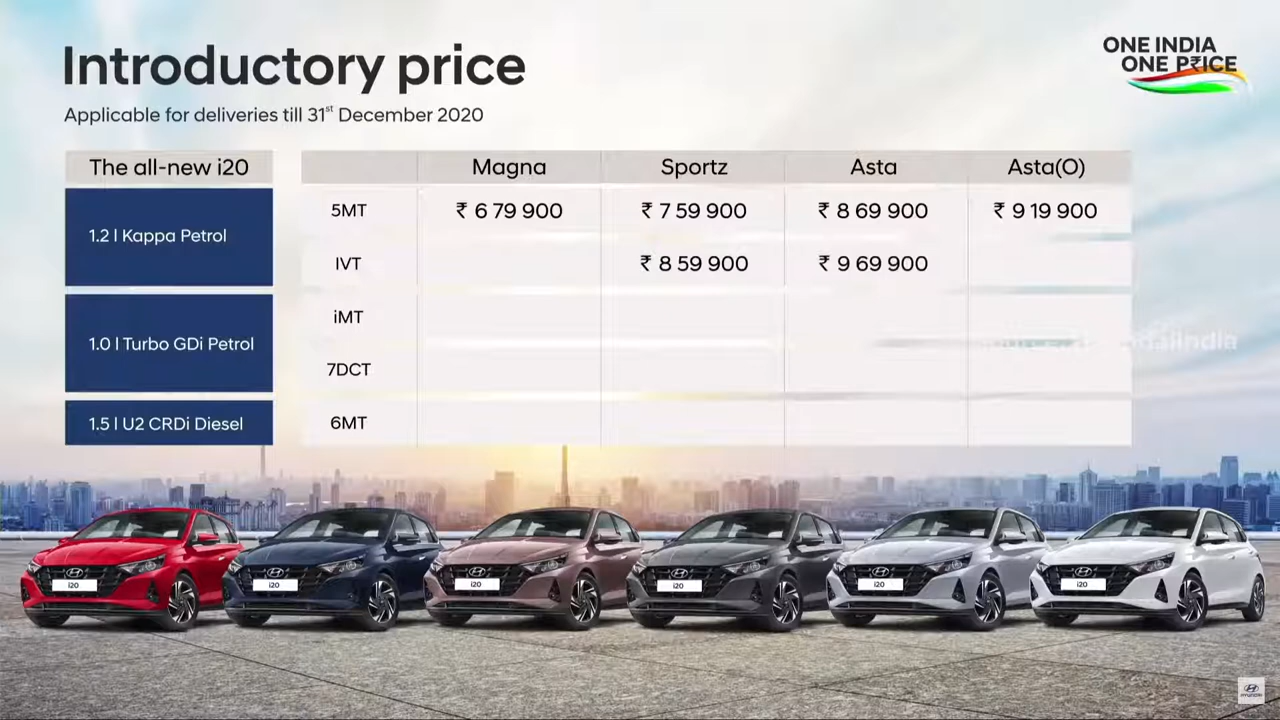 Introductory price
Applicable for deliveries till 31st December 2020
ONE INDIA
ONE PRICE
The all-new i20
Magna Sportz Asta Asta(O)
1.2 l Kappa Petrol
5MT ₹ 6 79 900 ₹ 7 59 900 ₹ 8 69 900 ₹ 9 19 900
IVT ₹ 8 59 900 ₹ 9 69 900
1.0 l Turbo GDi Petrol
iMT
7DCT
1.5 l U2 CRDi Diesel
6MT
i20
i20
i20
i20
i20
i20
HYUNDAI